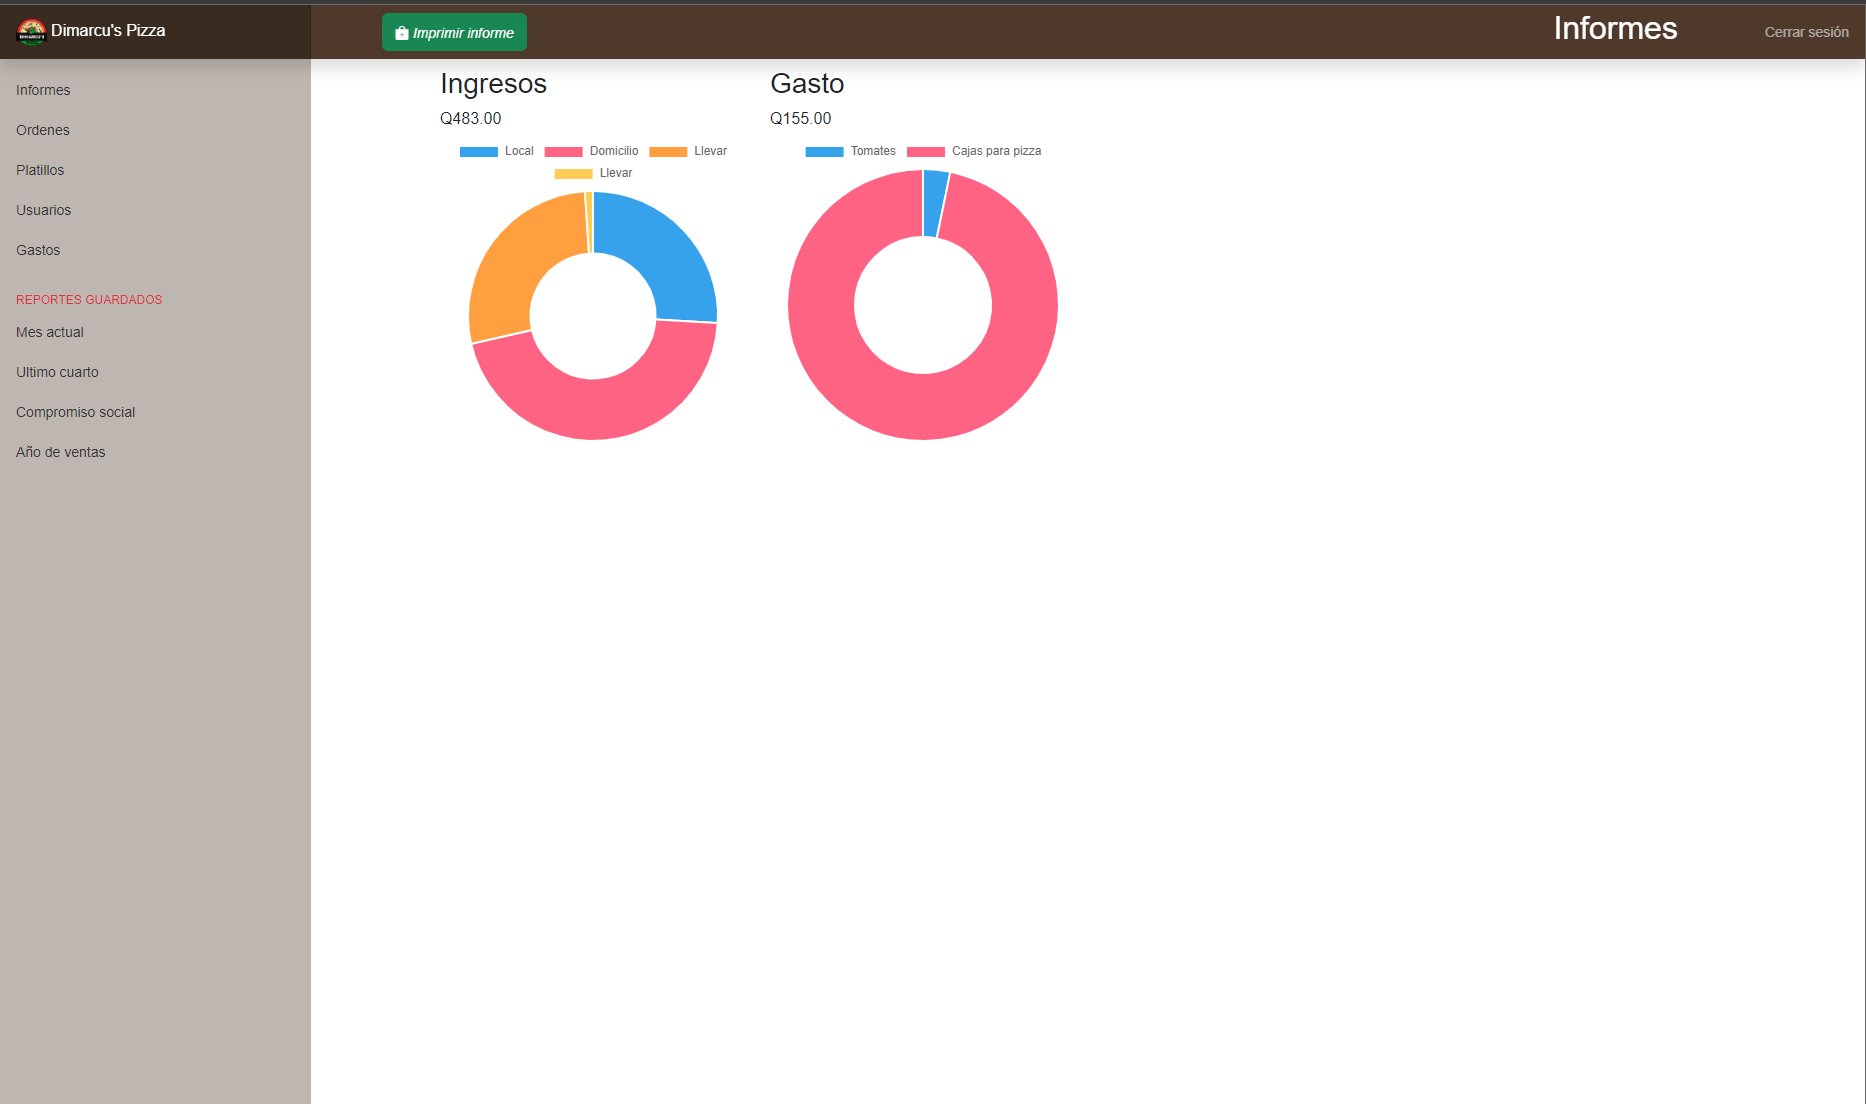 Dimarcu's Pizza
Imprimir informe
Informes
Cerrar sesión
Informes
Ordenes
Platillos
Usuarios
Gastos
REPORTES GUARDADOS
Mes actual
Ultimo cuarto
Compromiso social
Año de ventas
Ingresos
Q483.00
Local Domicilio Llevar
Llevar
Gasto
Q155.00
Tomates Cajas para pizza